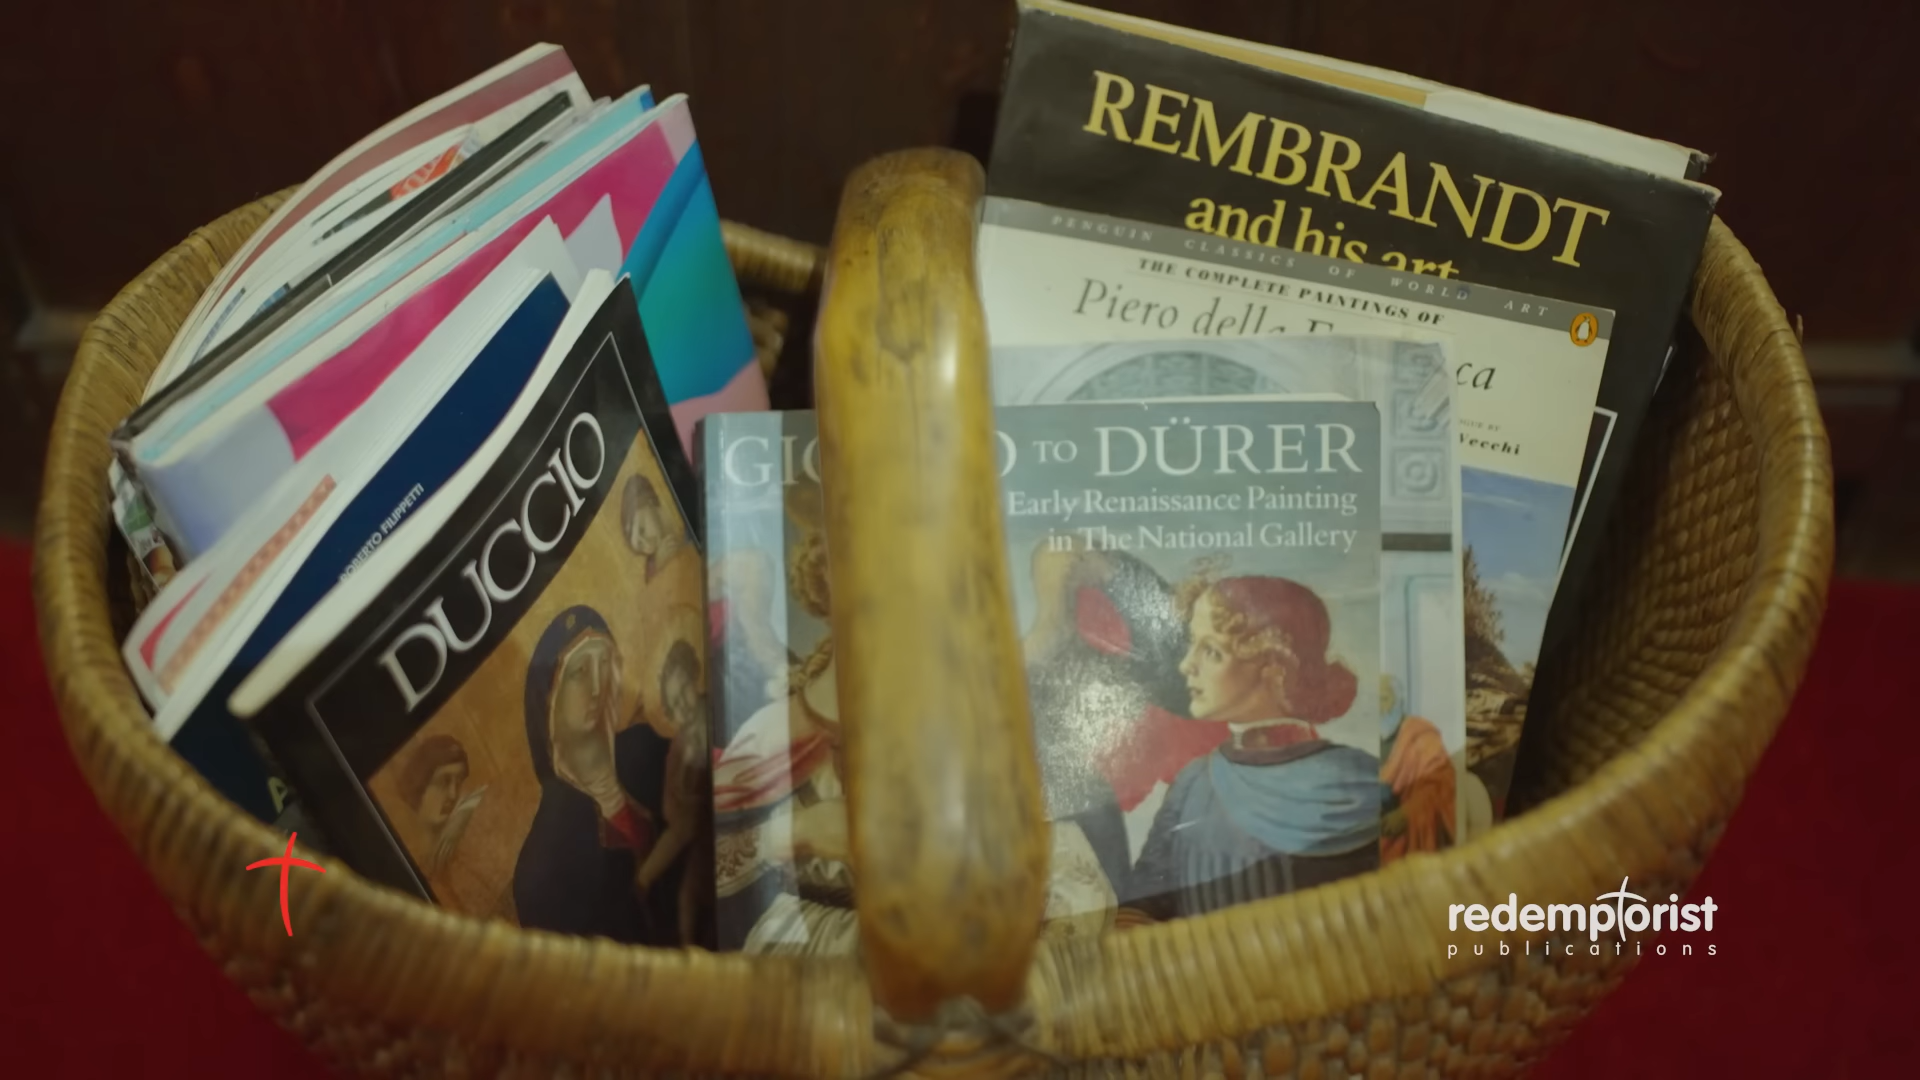 REMBRANDT
and his art
PENGUIN CLASSICS OF WORLD ART
THE COMPLETE PAINTINGS OF
Piero della
ca
Vecchi
GIO O TO DÜRER
Early Renaissance Painting
in The National Gallery
ROBERTO FILIPPETTI
DUCCIO
redemptorist
publications